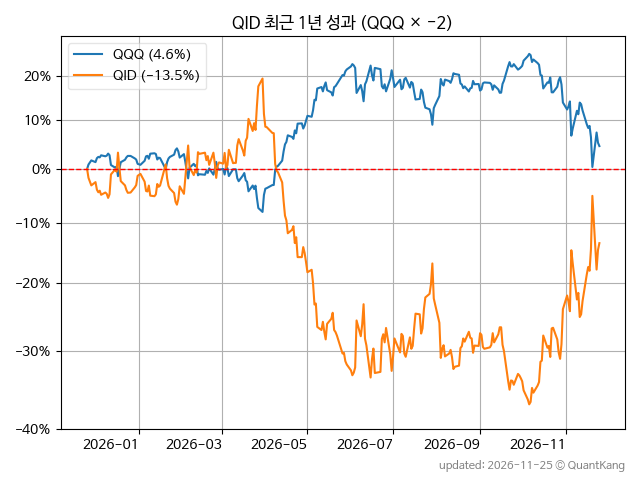 QID 최근 1년 성과 (QQQ × −2)
QQQ (4.6%)
QID (−13.5%)
20%
10%
0%
−10%
−20%
−30%
−40%
2026-01 2026-03 2026-05 2026-07 2026-09 2026-11
updated: 2026-11-25 © QuantKang